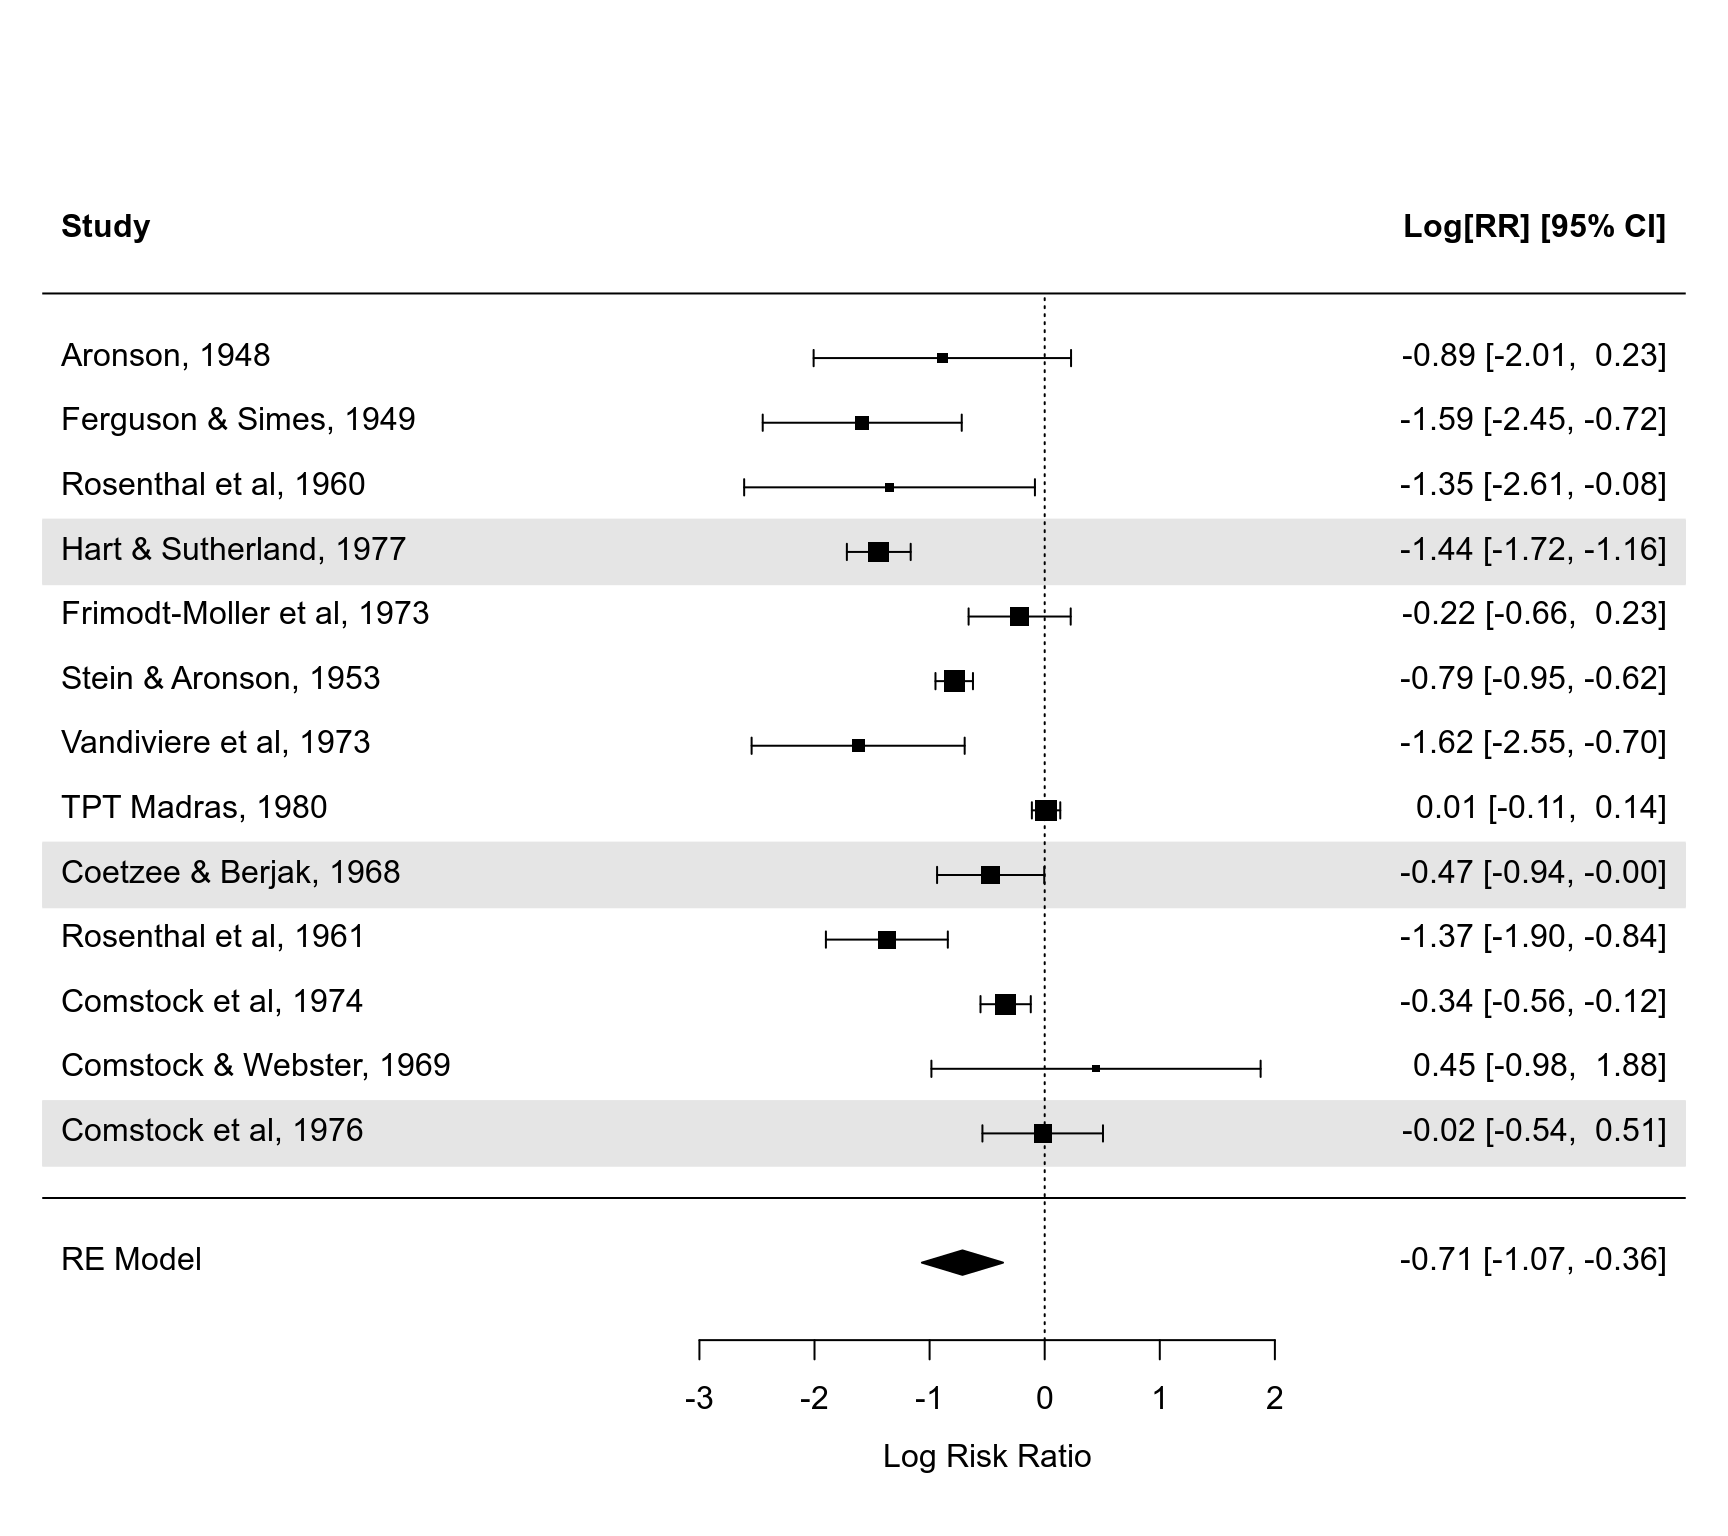 Study Log[RR] [95% CI]
Aronson, 1948 -0.89 [-2.01, 0.23]
Ferguson & Simes, 1949 -1.59 [-2.45, -0.72]
Rosenthal et al, 1960 -1.35 [-2.61, -0.08]
Hart & Sutherland, 1977 -1.44 [-1.72, -1.16]
Frimodt-Moller et al, 1973 -0.22 [-0.66, 0.23]
Stein & Aronson, 1953 -0.79 [-0.95, -0.62]
Vandiviere et al, 1973 -1.62 [-2.55, -0.70]
TPT Madras, 1980 0.01 [-0.11, 0.14]
Coetzee & Berjak, 1968 -0.47 [-0.94, -0.00]
Rosenthal et al, 1961 -1.37 [-1.90, -0.84]
Comstock et al, 1974 -0.34 [-0.56, -0.12]
Comstock & Webster, 1969 0.45 [-0.98, 1.88]
Comstock et al, 1976 -0.02 [-0.54, 0.51]
RE Model -0.71 [-1.07, -0.36]
-3 -2 -1 0 1 2
Log Risk Ratio